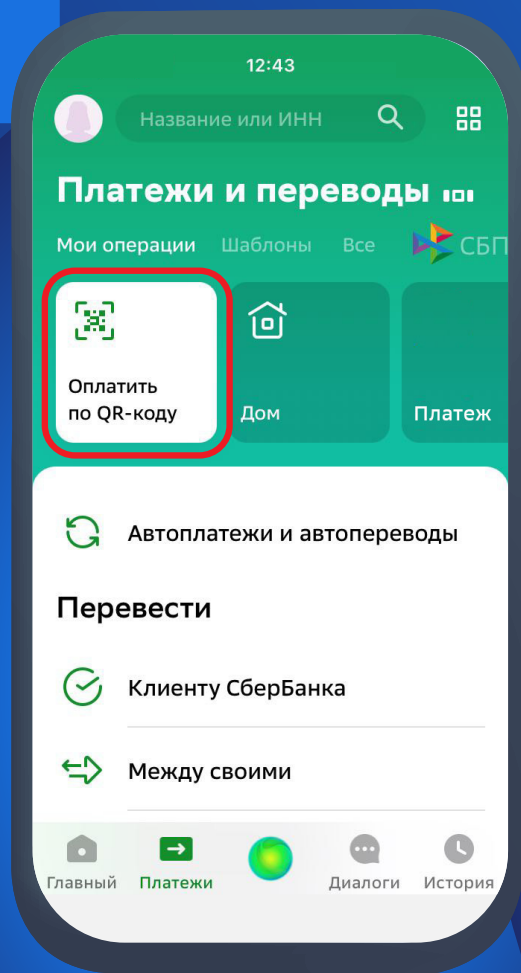 12:43
Название или ИНН
Платежи и переводы
Мои операции Шаблоны Все СБП
Оплатить
по QR-коду
Дом
Платеж
Автоплатежи и автопереводы
Перевести
Клиенту СберБанка
Между своими
Главный Платежи Диалоги История